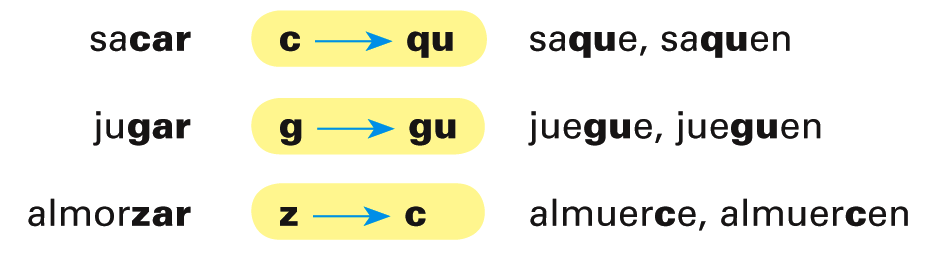 sacar c → qu saque, saquen
jugar g → gu juegue, jueguen
almorzar z → c almuerce, almuercen